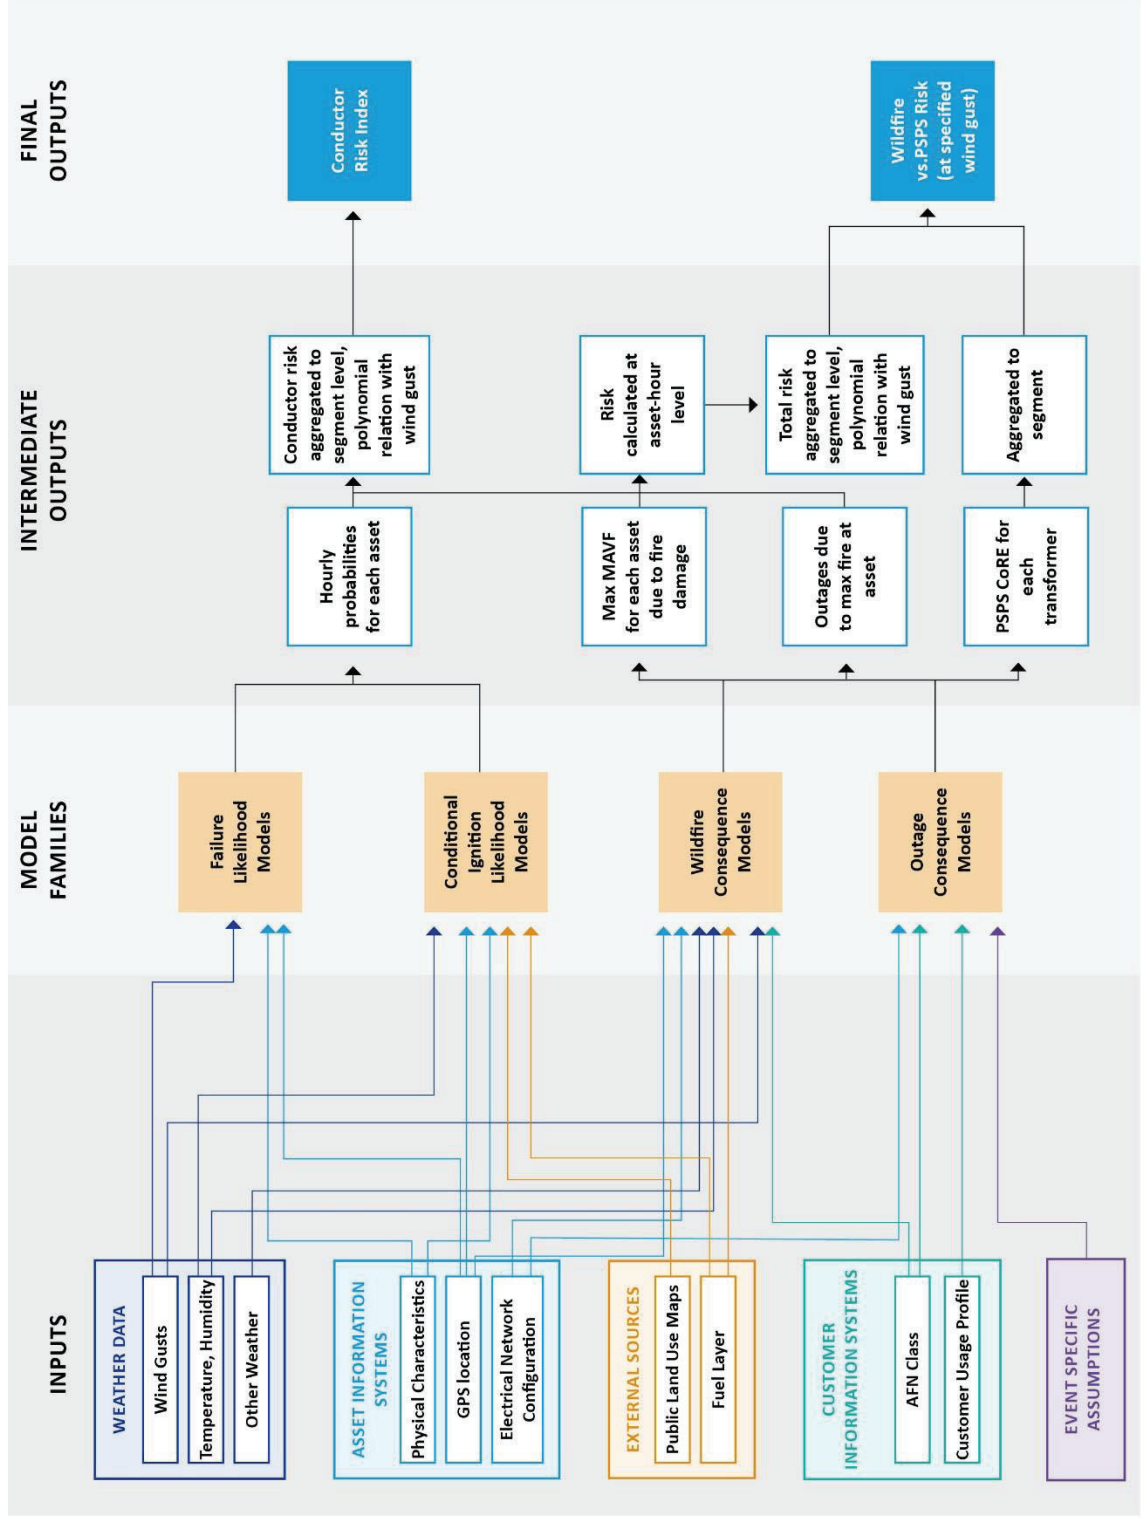 INPUTS
WEATHER DATA
Wind Gusts
Temperature, Humidity
Other Weather
ASSET INFORMATION
SYSTEMS
Physical Characteristics
GPS location
Electrical Network
Configuration
EXTERNAL SOURCES
Public Land Use Maps
Fuel Layer
CUSTOMER
INFORMATION SYSTEMS
AFN Class
Customer Usage Profile
EVENT SPECIFIC
ASSUMPTIONS
MODEL
FAMILIES
Failure
Likelihood
Models
Conditional
Ignition
Likelihood
Models
Wildfire
Consequence
Models
Outage
Consequence
Models
INTERMEDIATE
OUTPUTS
Hourly
probabilities
for each asset
Max MAVF
for each asset
due to fire
damage
Outages due
to max fire at
asset
PSPS CoRE for
each
transformer
Conductor risk
aggregated to
segment level,
polynomial
relation with
wind gust
Risk
calculated at
asset-hour
level
Total risk
aggregated to
segment level,
polynomial
relation with
wind gust
Aggregated to
segment
FINAL
OUTPUTS
Conductor
Risk Index
Wildfire
vs.PSPS Risk
(at specified
wind gust)